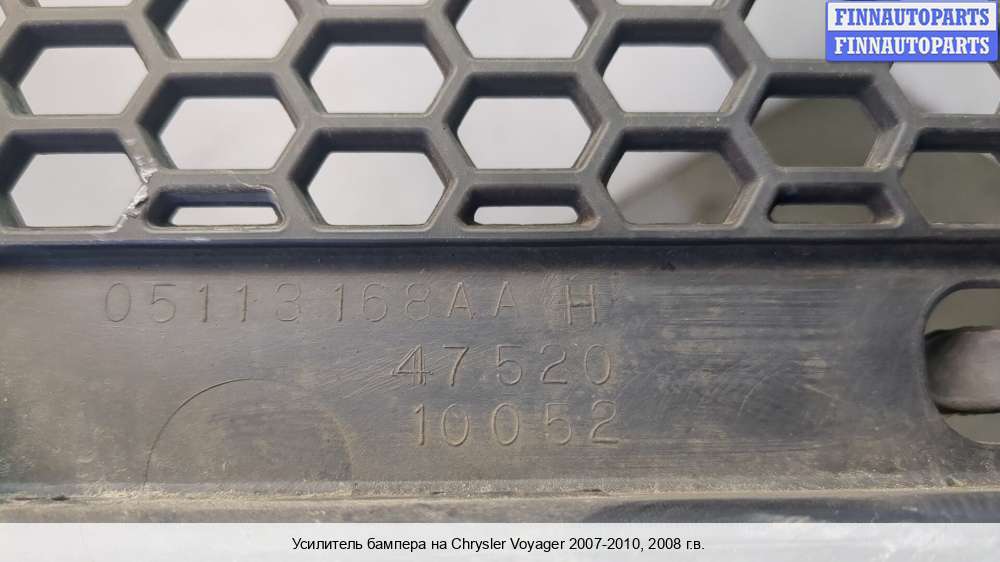 FINNAUTOPARTS
FINNAUTOPARTS
05113168AA H
47520
10052
Усилитель бампера на Chrysler Voyager 2007-2010, 2008 г.в.